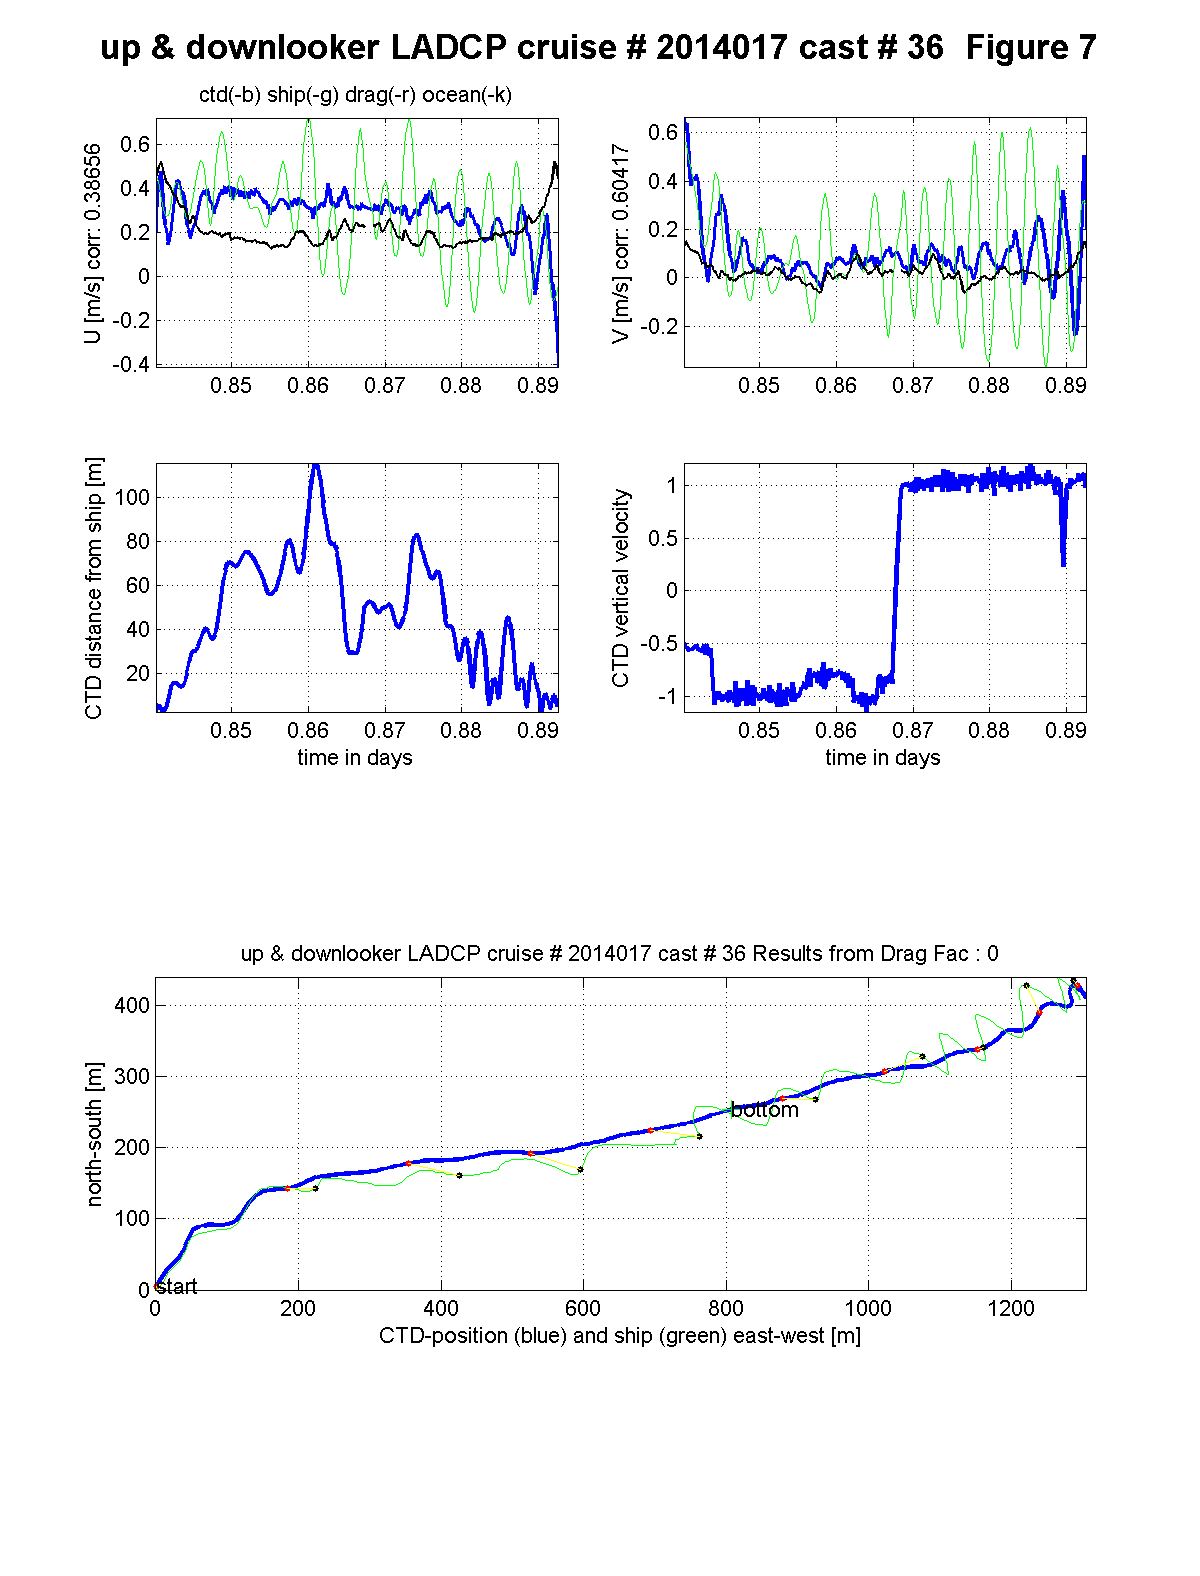 up & downlooker LADCP cruise # 2014017 cast # 36  Figure 7
ctd(-b) ship(-g) drag(-r) ocean(-k)
U [m/s] corr: 0.38656
0.6
0.4
0.2
0
-0.2
-0.4
0.85 0.86 0.87 0.88 0.89
V [m/s] corr: 0.60417
0.6
0.4
0.2
0
-0.2
0.85 0.86 0.87 0.88 0.89
CTD distance from ship [m]
100
80
60
40
20
0.85 0.86 0.87 0.88 0.89
time in days
CTD vertical velocity
1
0.5
0
-0.5
-1
0.85 0.86 0.87 0.88 0.89
time in days
up & downlooker LADCP cruise # 2014017 cast # 36 Results from Drag Fac : 0
north-south [m]
400
300
200
100
0
bottom
start
0 200 400 600 800 1000 1200
CTD-position (blue) and ship (green) east-west [m]